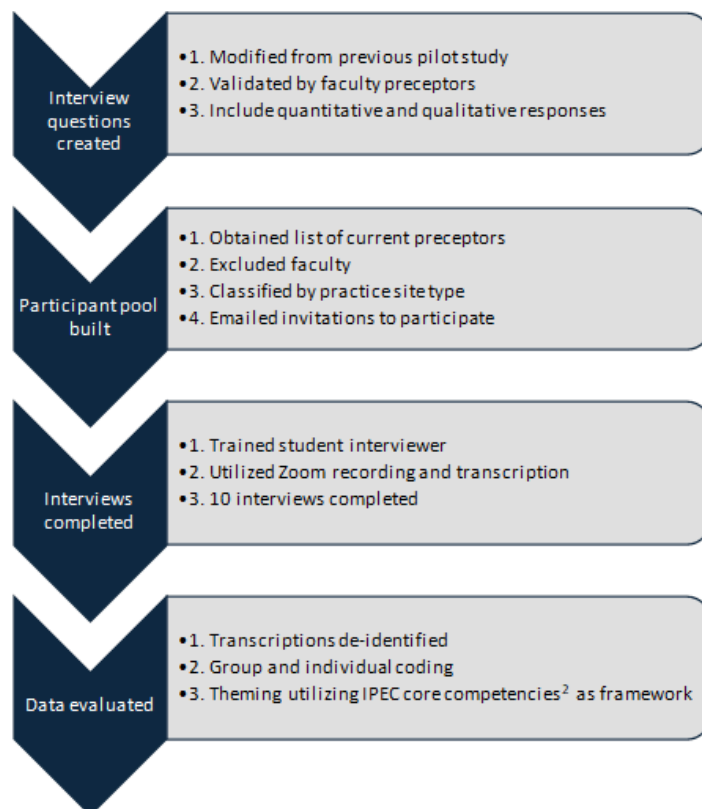 Interview
questions
created
•1. Modified from previous pilot study
•2. Validated by faculty preceptors
•3. Include quantitative and qualitative responses
Participant pool
built
•1. Obtained list of current preceptors
•2. Excluded faculty
•3. Classified by practice site type
•4. Emailed invitations to participate
Interviews
completed
•1. Trained student interviewer
•2. Utilized Zoom recording and transcription
•3. 10 interviews completed
Data evaluated
•1. Transcriptions de-identified
•2. Group and individual coding
•3. Theming utilizing IPEC core competencies² as framework